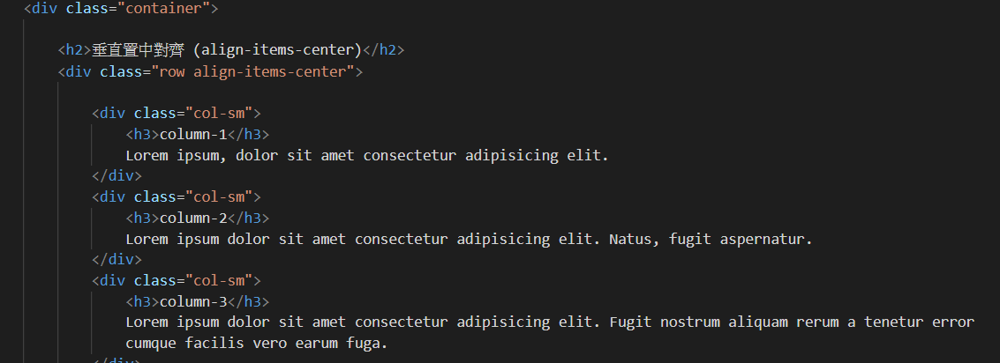 <div class="container">
<h2>垂直置中對齊 (align-items-center)</h2>
<div class="row align-items-center">
<div class="col-sm">
<h3>column-1</h3>
Lorem ipsum, dolor sit amet consectetur adipisicing elit.
</div>
<div class="col-sm">
<h3>column-2</h3>
Lorem ipsum dolor sit amet consectetur adipisicing elit. Natus, fugit aspernatur.
</div>
<div class="col-sm">
<h3>column-3</h3>
Lorem ipsum dolor sit amet consectetur adipisicing elit. Fugit nostrum aliquam rerum a tenetur error
cumque facilis vero earum fuga.
</div>